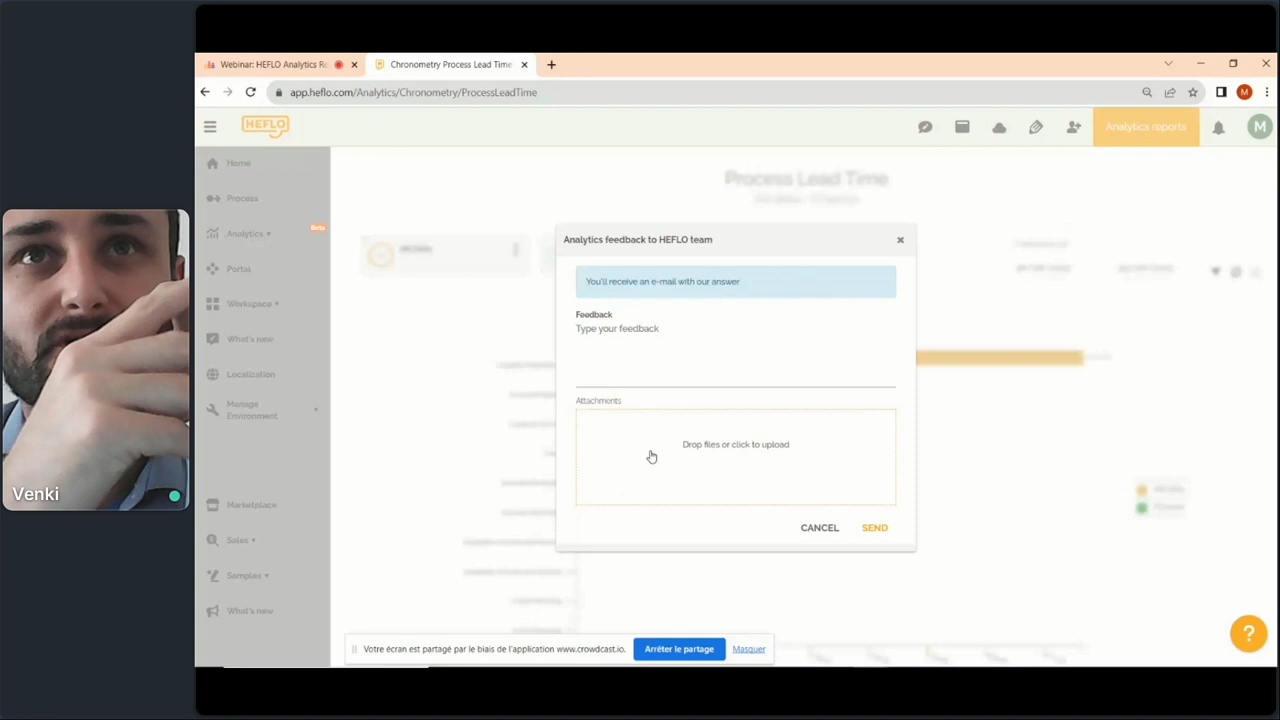 Webinar: HEFLO Analytics Re
Chronometry Process Lead Time
app.heflo.com/Analytics/Chronometry/ProcessLeadTime
M
HEFLO
Analytics reports
M
Home
Process
Analytics
Beta
Portal
Workspace
What's new
Localization
Manage
Environment
Marketplace
Sales
Samples
What's new
Process Lead Time
Analytics feedback to HEFLO team
You'll receive an e-mail with our answer
Feedback
Type your feedback
Attachments
Drop files or click to upload
CANCEL
SEND
Votre écran est partagé par le biais de l'application www.crowdcast.io.
Arrêter le partage
Masquer
?
Venki